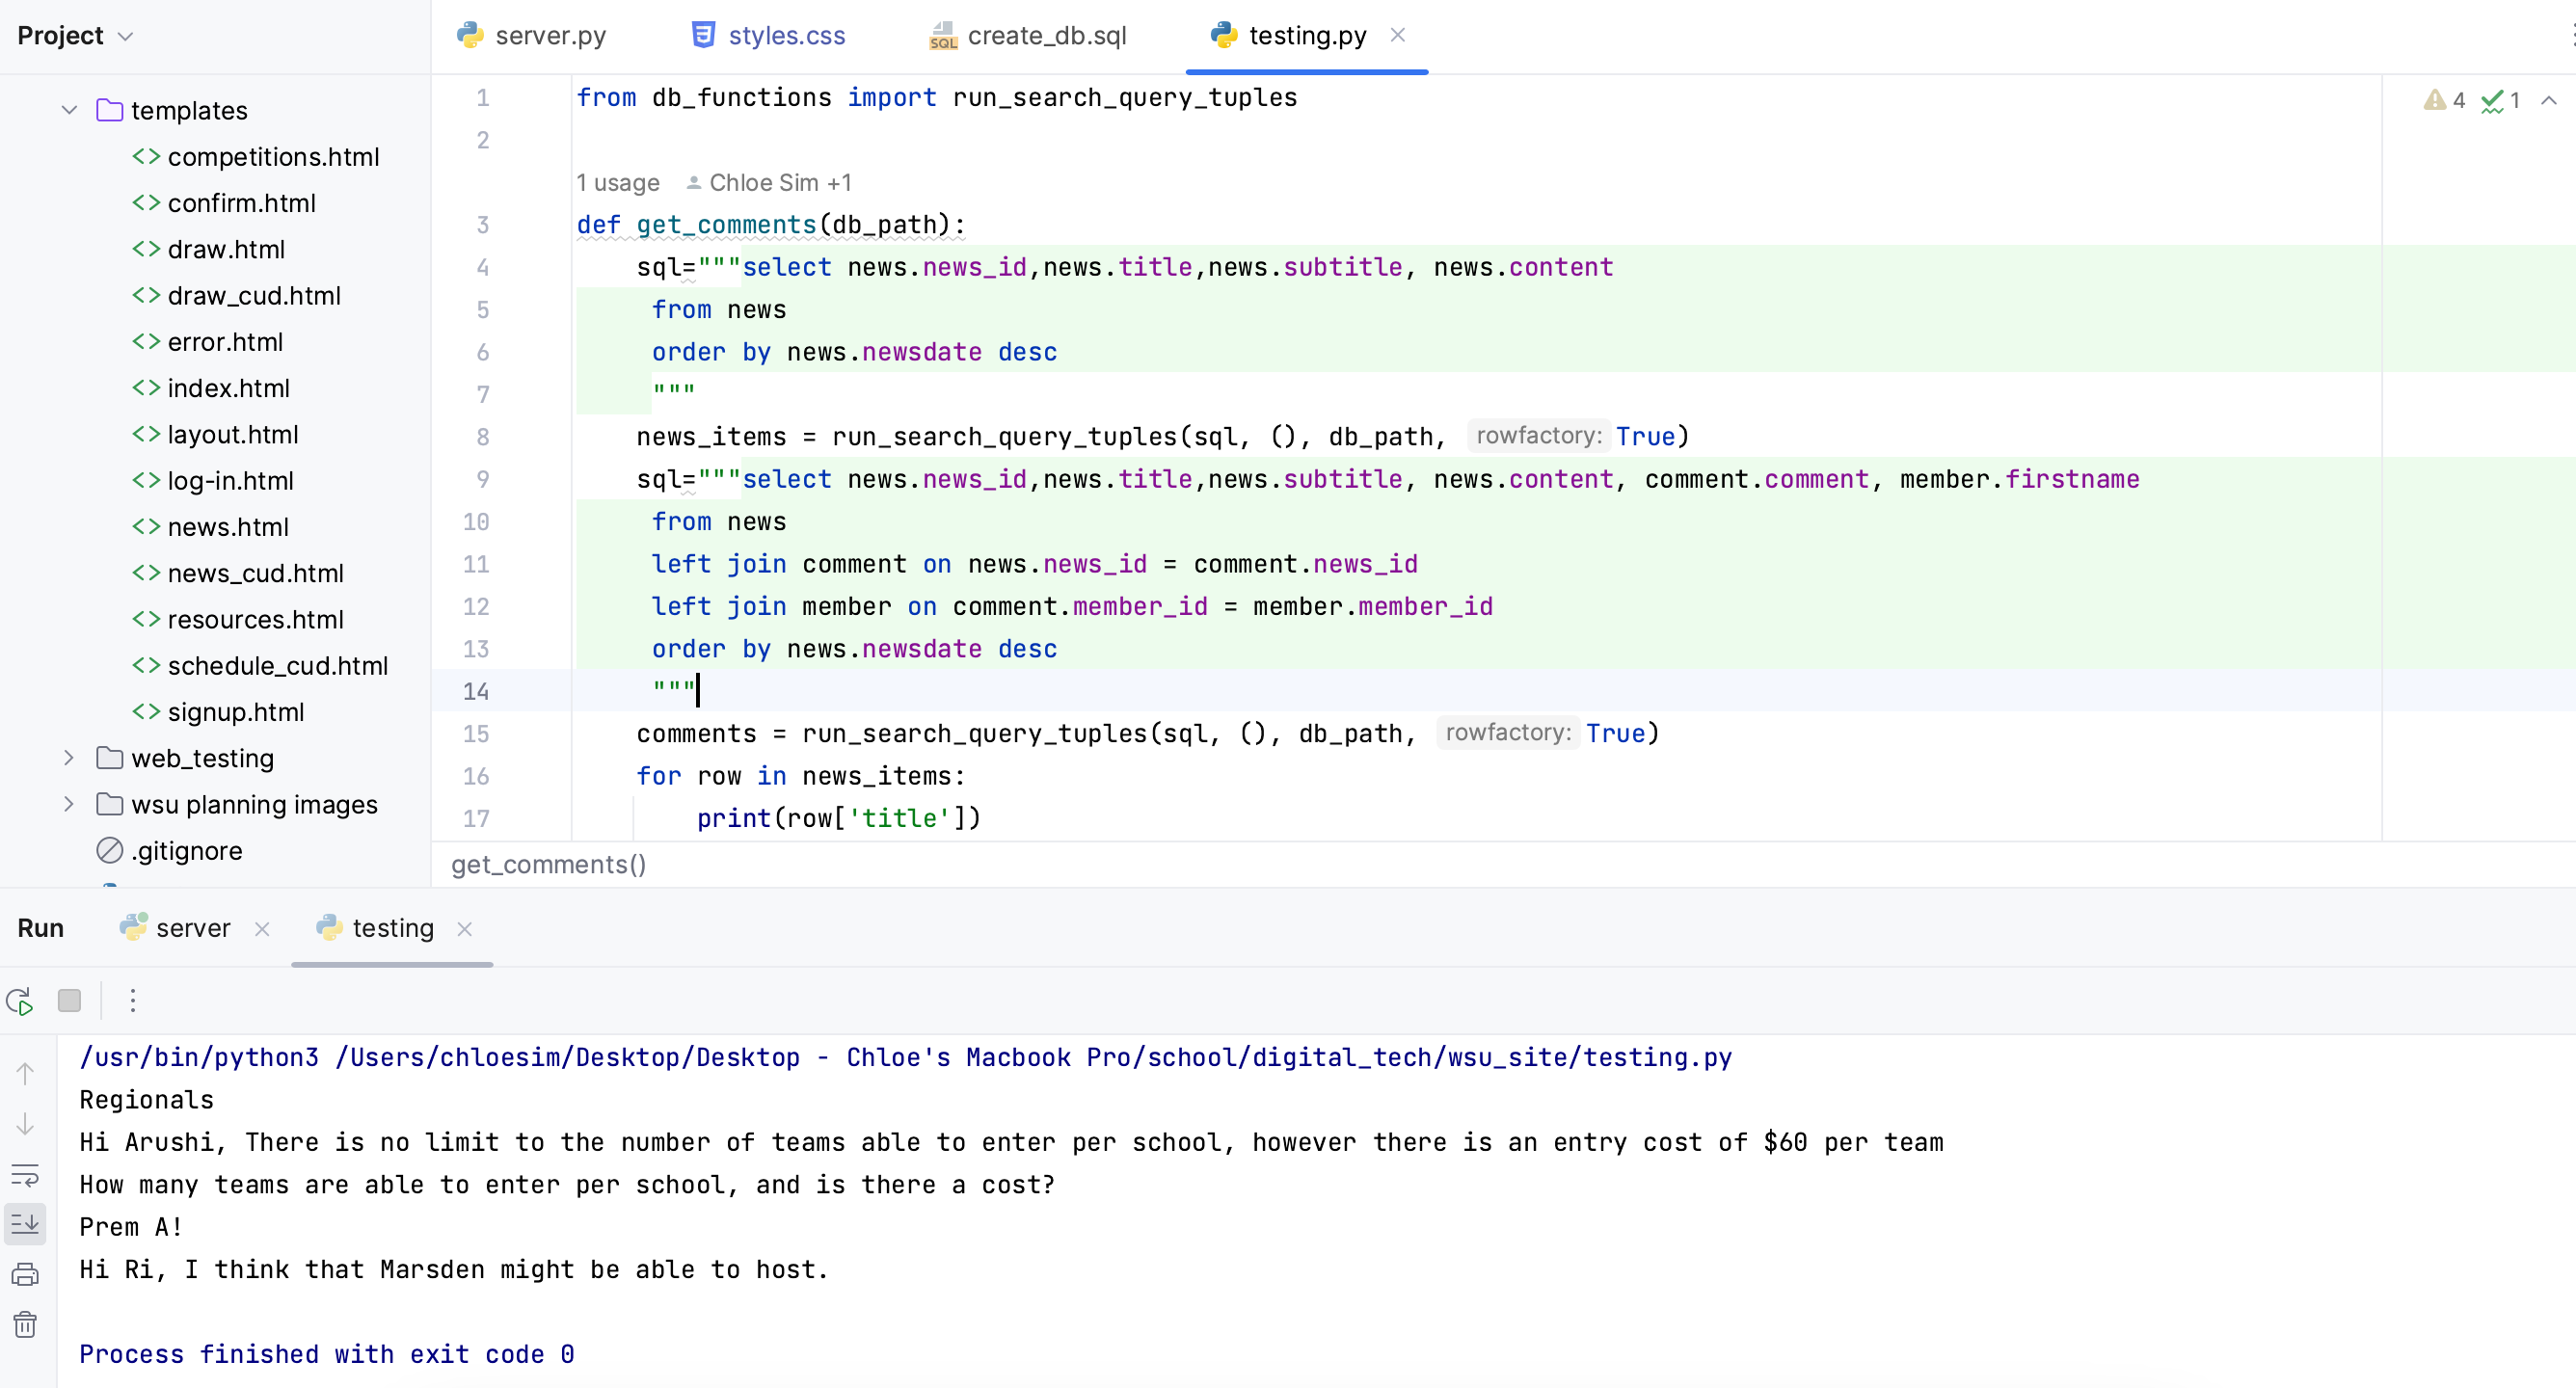 Project
server.py
styles.css
create_db.sql
testing.py
templates
competitions.html
confirm.html
draw.html
draw_cud.html
error.html
index.html
layout.html
log-in.html
news.html
news_cud.html
resources.html
schedule_cud.html
signup.html
web_testing
wsu planning images
.gitignore
4 1
1 from db_functions import run_search_query_tuples
2
1 usage Chloe Sim +1
3 def get_comments(db_path):
4 sql="""select news.news_id,news.title,news.subtitle, news.content
5 from news
6 order by news.newsdate desc
7 """
8 news_items = run_search_query_tuples(sql, (), db_path, rowfactory: True)
9 sql="""select news.news_id,news.title,news.subtitle, news.content, comment.comment, member.firstname
10 from news
11 left join comment on news.news_id = comment.news_id
12 left join member on comment.member_id = member.member_id
13 order by news.newsdate desc
14 """
15 comments = run_search_query_tuples(sql, (), db_path, rowfactory: True)
16 for row in news_items:
17 print(row['title'])
get_comments()
Run
server
testing
/usr/bin/python3 /Users/chloesim/Desktop/Desktop - Chloe's Macbook Pro/school/digital_tech/wsu_site/testing.py
Regionals
Hi Arushi, There is no limit to the number of teams able to enter per school, however there is an entry cost of $60 per team
How many teams are able to enter per school, and is there a cost?
Prem A!
Hi Ri, I think that Marsden might be able to host.
Process finished with exit code 0